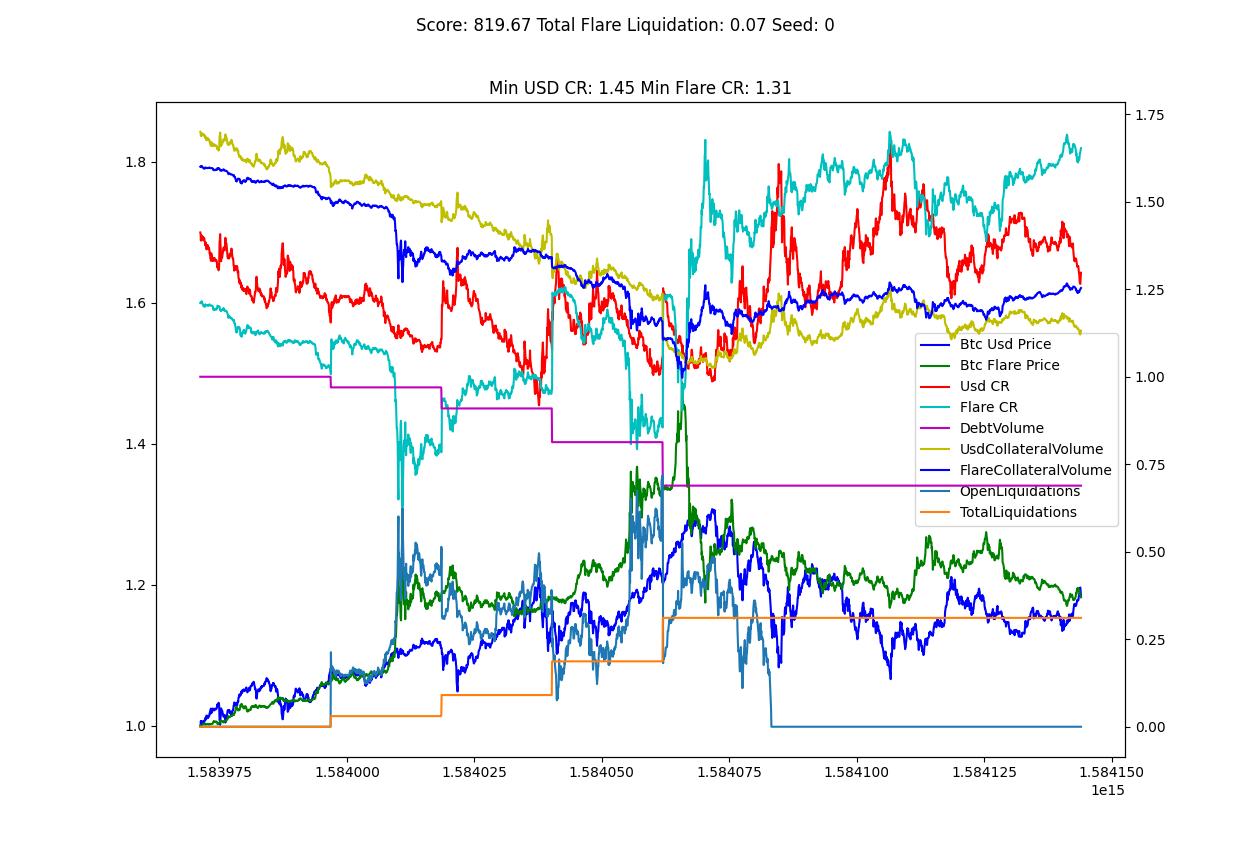 Score: 819.67 Total Flare Liquidation: 0.07 Seed: 0
Min USD CR: 1.45 Min Flare CR: 1.31
1.8
1.6
1.4
1.2
1.0
1.75
1.50
1.25
1.00
0.75
0.50
0.25
0.00
Btc Usd Price
Btc Flare Price
Usd CR
Flare CR
DebtVolume
UsdCollateralVolume
FlareCollateralVolume
OpenLiquidations
TotalLiquidations
1.583975 1.584000 1.584025 1.584050 1.584075 1.584100 1.584125 1.584150
1e15